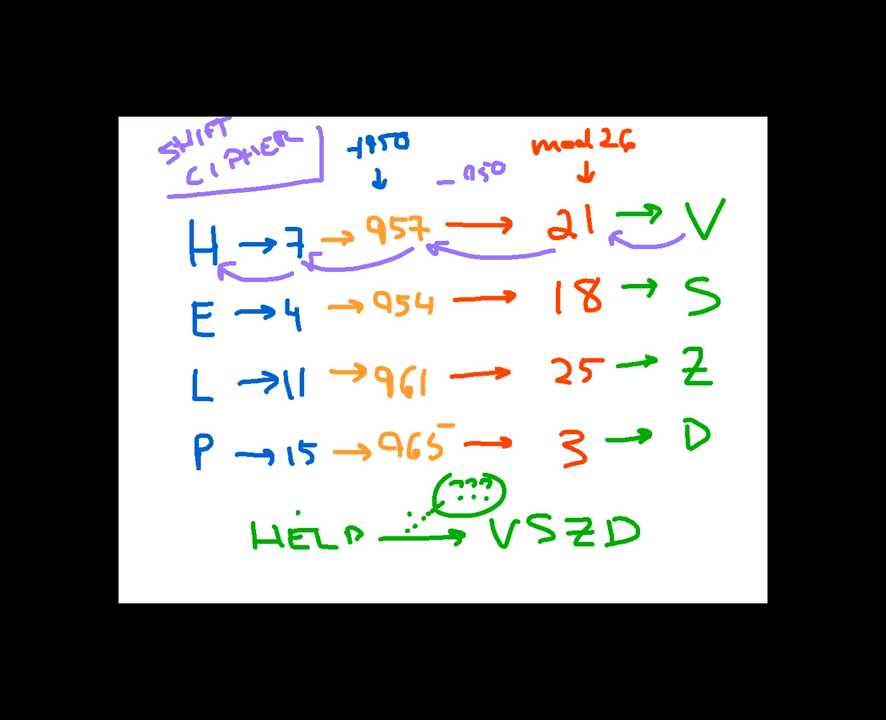 SHIFT
CIPHER
+950
-950
mod 26
H → 7 → 957 → 21 → V
E → 4 → 954 → 18 → S
L → 11 → 961 → 25 → Z
P → 15 → 965 → 3 → D
(???)
HELP → VSZD